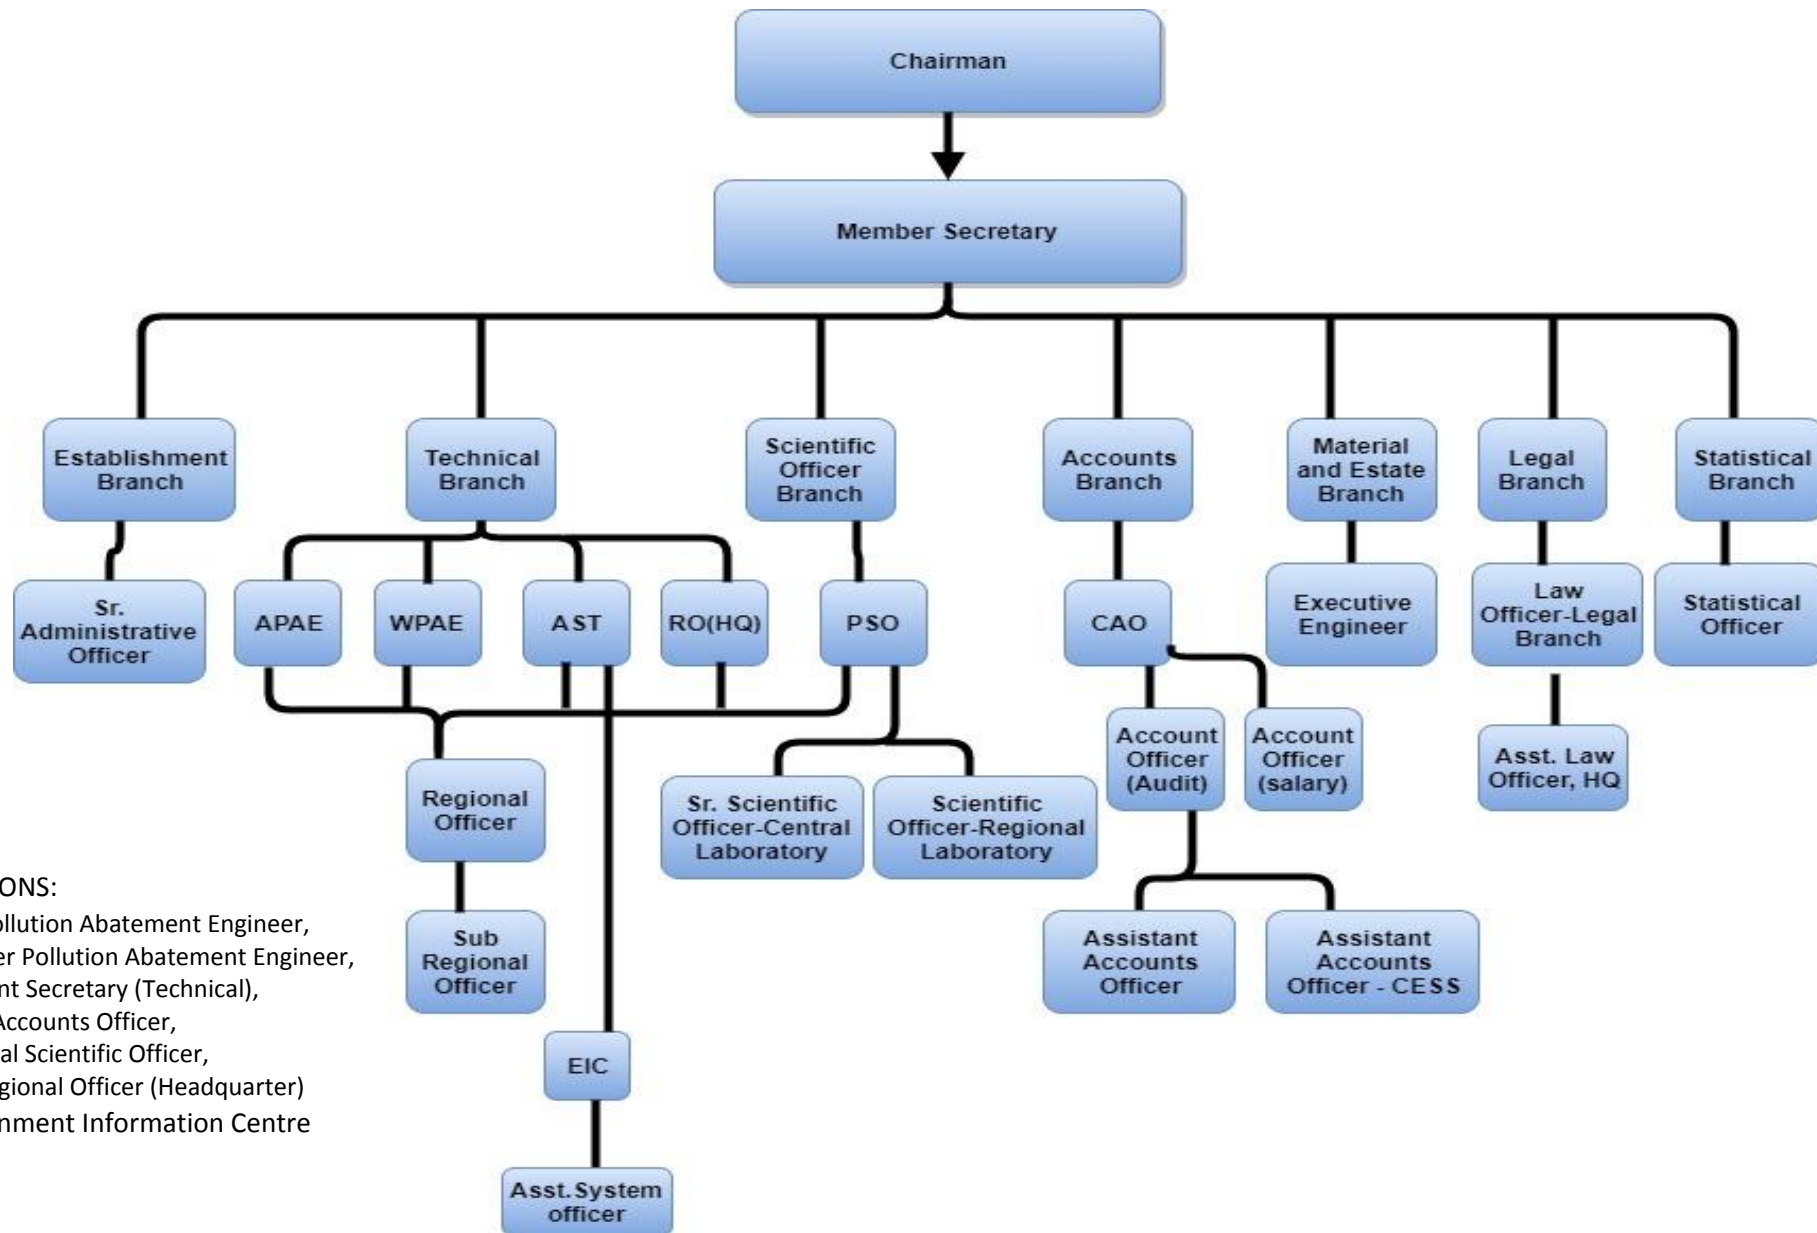 Chairman
Member Secretary
Establishment
Branch
Technical
Branch
Scientific
Officer
Branch
Accounts
Branch
Material
and Estate
Branch
Legal
Branch
Statistical
Branch
Sr.
Administrative
Officer
APAE
WPAE
AST
RO(HQ)
PSO
CAO
Executive
Engineer
Law
Officer-Legal
Branch
Statistical
Officer
Regional
Officer
Sr. Scientific
Officer-Central
Laboratory
Scientific
Officer-Regional
Laboratory
Account
Officer
(Audit)
Account
Officer
(salary)
Asst. Law
Officer, HQ
Sub
Regional
Officer
Assistant
Accounts
Officer
Assistant
Accounts
Officer - CESS
EIC
Asst.System
officer
ONS:
ollution Abatement Engineer,
er Pollution Abatement Engineer,
nt Secretary (Technical),
Accounts Officer,
al Scientific Officer,
gional Officer (Headquarter)
nment Information Centre